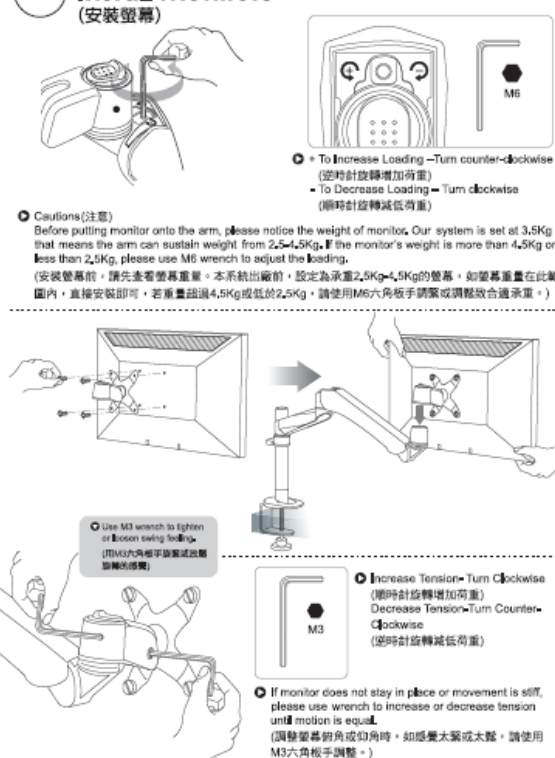 (安裝螢幕)
M6
+ To Increase Loading –Turn counter-clockwise
(逆時計旋轉增加荷重)
- To Decrease Loading – Turn clockwise
(順時計旋轉減低荷重)
Cautions(注意)
Before putting monitor onto the arm, please notice the weight of monitor. Our system is set at 3.5Kg
that means the arm can sustain weight from 2.5-4.5Kg. If the monitor's weight is more than 4.5Kg or
less than 2.5Kg, please use M6 wrench to adjust the loading.
(安裝螢幕前，請先查看螢幕重量。本系統出廠前，設定為承重2.5Kg-4.5Kg的螢幕，如螢幕重量在此範
圍內，直接安裝即可，若重量超過4.5Kg或低於2.5Kg，請使用M6六角板手調緊或調鬆致合適承重。)
Use M3 wrench to tighten
or loosen swing feeling.
(用M3六角板手旋緊或放鬆
旋轉的感覺)
M3
Increase Tension- Turn Clockwise
(順時計旋轉增加荷重)
Decrease Tension-Turn Counter-
Clockwise
(逆時計旋轉減低荷重)
If monitor does not stay in place or movement is stiff,
please use wrench to increase or decrease tension
until motion is equal.
(調整螢幕俯角或仰角時，如感覺太緊或太鬆，請使用
M3六角板手調整。)